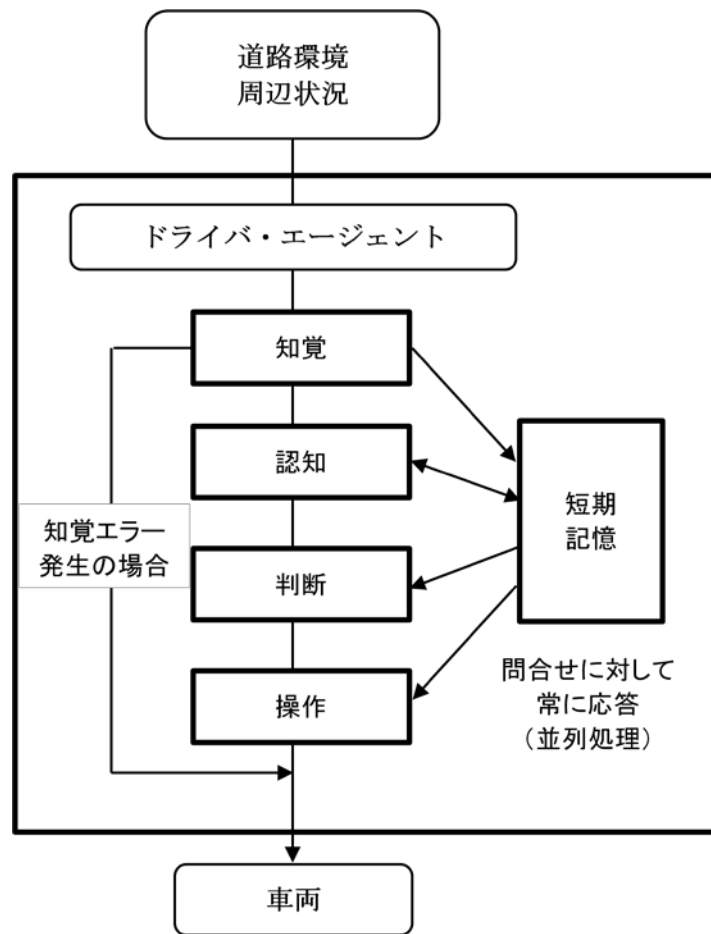 道路環境
周辺状況
ドライバ・エージェント
知覚
認知
短期
記憶
知覚エラー
発生の場合
判断
操作
問合せに対して
常に応答
（並列処理）
車両